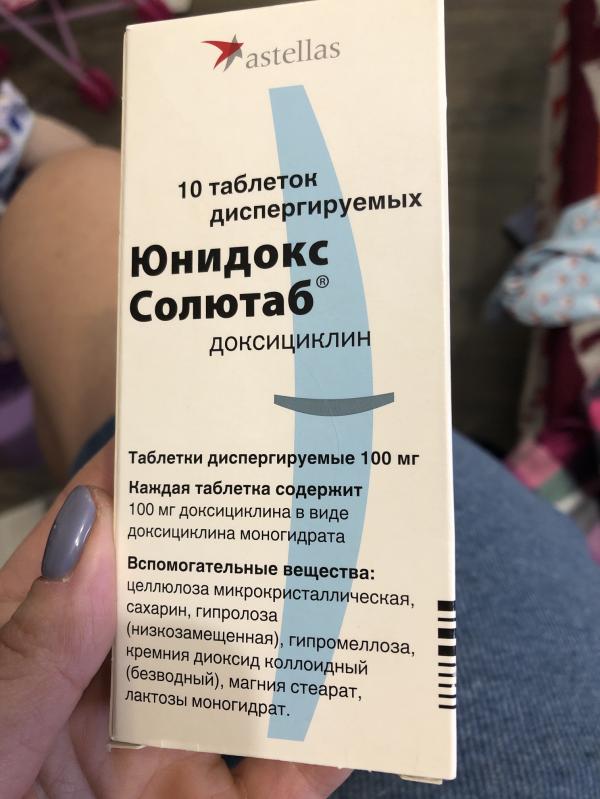 astellas
10 таблеток
диспергируемых
Юнидокс
Солютаб®
доксициклин
Таблетки диспергируемые 100 мг
Каждая таблетка содержит
100 мг доксициклина в виде
доксициклина моногидрата
Вспомогательные вещества:
целлюлоза микрокристаллическая,
сахарин, гипролоза
(низкозамещенная), гипромеллоза,
кремния диоксид коллоидный
(безводный), магния стеарат,
лактозы моногидрат.